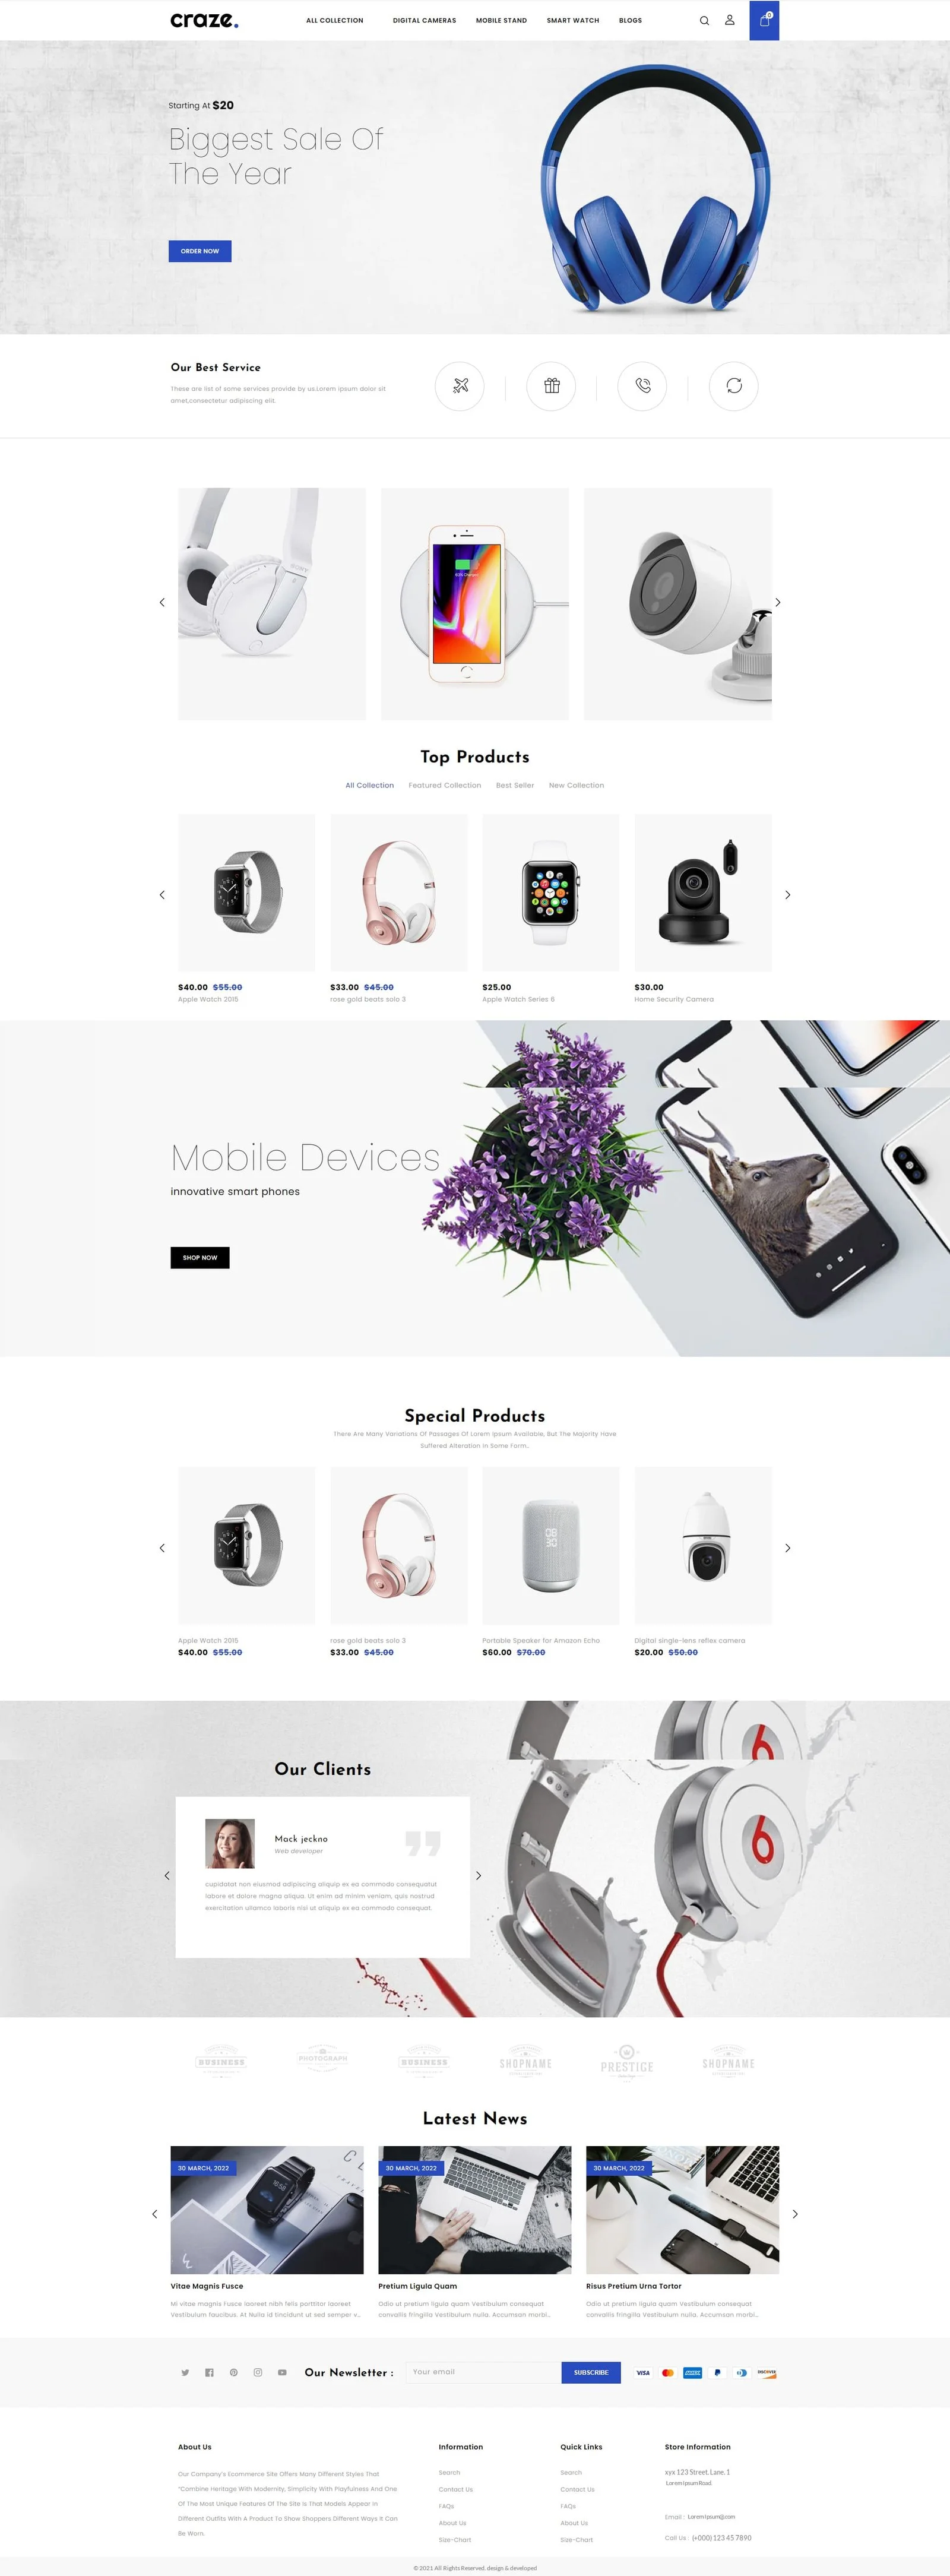 craze.
ALL COLLECTION DIGITAL CAMERAS MOBILE STAND SMART WATCH BLOGS
0
Starting At $20
Biggest Sale Of
The Year
ORDER NOW
Our Best Service
These are list of some services provide by us.Lorem ipsum dolor sit
amet,consectetur adipiscing elit.
SONY
Top Products
All Collection Featured Collection Best Seller New Collection
$40.00 $55.00
Apple Watch 2015
$33.00 $45.00
rose gold beats solo 3
$25.00
Apple Watch Series 6
$30.00
Home Security Camera
Mobile Devices
innovative smart phones
SHOP NOW
Special Products
There Are Many Variations Of Passages Of Lorem Ipsum Available, But The Majority Have
Suffered Alteration In Some Form..
08
30
Apple Watch 2015
$40.00 $55.00
rose gold beats solo 3
$33.00 $45.00
Portable Speaker for Amazon Echo
$60.00 $70.00
Digital single-lens reflex camera
$20.00 $50.00
Our Clients
Mack jeckno
Web developer
cupidatat non eiusmod adipiscing aliquip ex ea commodo consequatut
labore et dolore magna aliqua. Ut enim ad minim veniam, quis nostrud
exercitation ullamco laboris nisi ut aliquip ex ea commodo consequat.
BUSINESS
PHOTOGRAPH
BUSINESS
SHOPNAME
PRESTIGE
SHOPNAME
Latest News
30 MARCH, 2022
16:58
30 MARCH, 2022
30 MARCH, 2022
Vitae Magnis Fusce
Mi vitae magnis Fusce laoreet nibh felis porttitor laoreet
Vestibulum faucibus. At Nulla id tincidunt ut sed semper v...
Pretium Ligula Quam
Odio ut pretium ligula quam Vestibulum consequat
convallis fringilla Vestibulum nulla. Accumsan morbi...
Risus Pretium Urna Tortor
Odio ut pretium ligula quam Vestibulum consequat
convallis fringilla Vestibulum nulla. Accumsan morbi...
Our Newsletter :
Your email
SUBSCRIBE
VISA
DISCOVER
About Us
Our Company's Ecommerce Site Offers Many Different Styles That
"Combine Heritage With Modernity, Simplicity With Playfulness And One
Of The Most Unique Features Of The Site Is That Models Appear In
Different Outfits With A Product To Show Shoppers Different Ways It Can
Be Worn.
Information
Search
Contact Us
FAQs
About Us
Size-Chart
Quick Links
Search
Contact Us
FAQs
About Us
Size-Chart
Store Information
xyx 123 Street, Lane, 1
Lorem ipsum Road.
Email : Loremipsum@.com
Call Us : (+000) 123 45 7890
© 2021 All Rights Reserved. design & developed